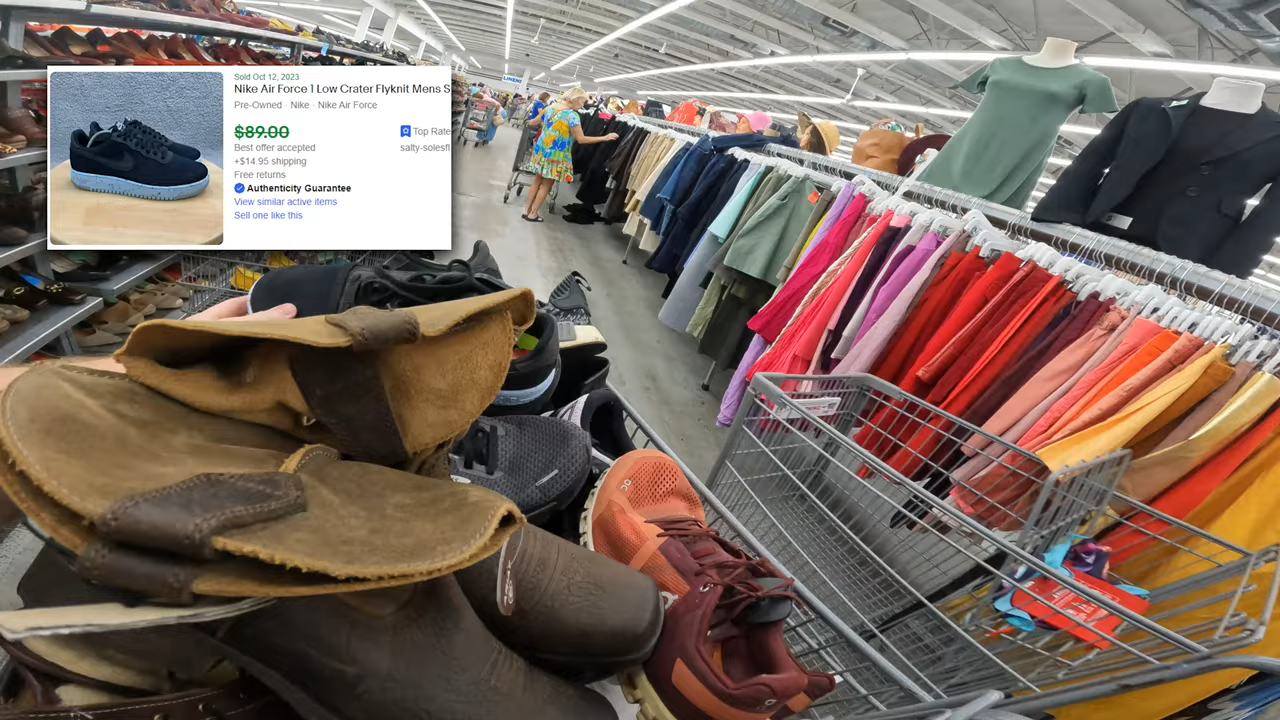 Sold Oct 12, 2023
Nike Air Force 1 Low Crater Flyknit Mens S
Pre-Owned · Nike · Nike Air Force
$89.00
Best offer accepted
+$14.95 shipping
Free returns
Authenticity Guarantee
View similar active items
Sell one like this
Top Rate
salty-solesfl
LINENS